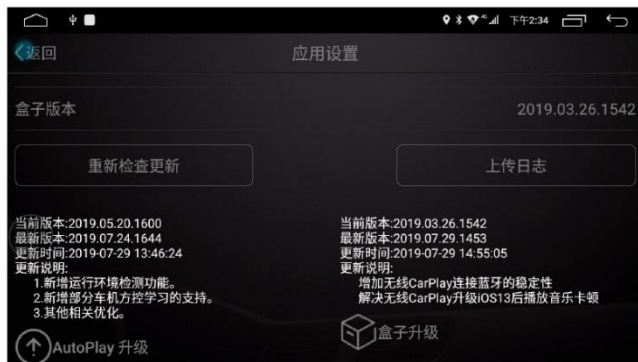 4G 下午2:34
返回 应用设置
盒子版本 2019.03.26.1542
重新检查更新 上传日志
当前版本:2019.05.20.1600
最新版本:2019.07.24.1644
更新时间:2019-07-29 13:46:24
更新说明:
1.新增运行环境检测功能。
2.新增部分车机方控学习的支持。
3.其他相关优化。
AutoPlay 升级
当前版本:2019.03.26.1542
最新版本:2019.07.29.1453
更新时间:2019-07-29 14:55:05
更新说明:
增加无线CarPlay连接蓝牙的稳定性
解决无线CarPlay升级iOS13后播放音乐卡顿
盒子升级